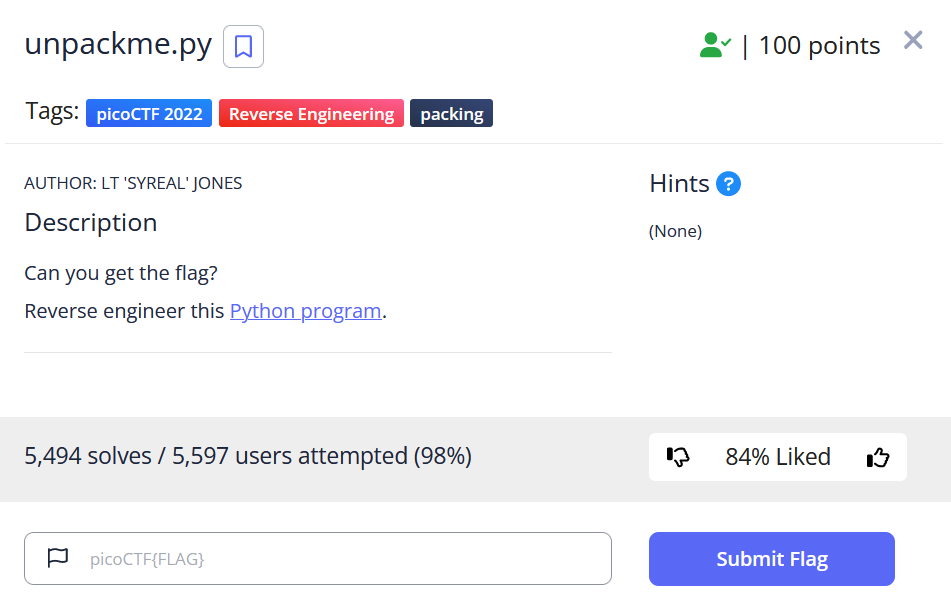 unpackme.py
| 100 points
Tags: picoCTF 2022 Reverse Engineering packing
AUTHOR: LT 'SYREAL' JONES
Description
Can you get the flag?
Reverse engineer this Python program.
Hints ?
(None)
5,494 solves / 5,597 users attempted (98%)
84% Liked
picoCTF{FLAG}
Submit Flag